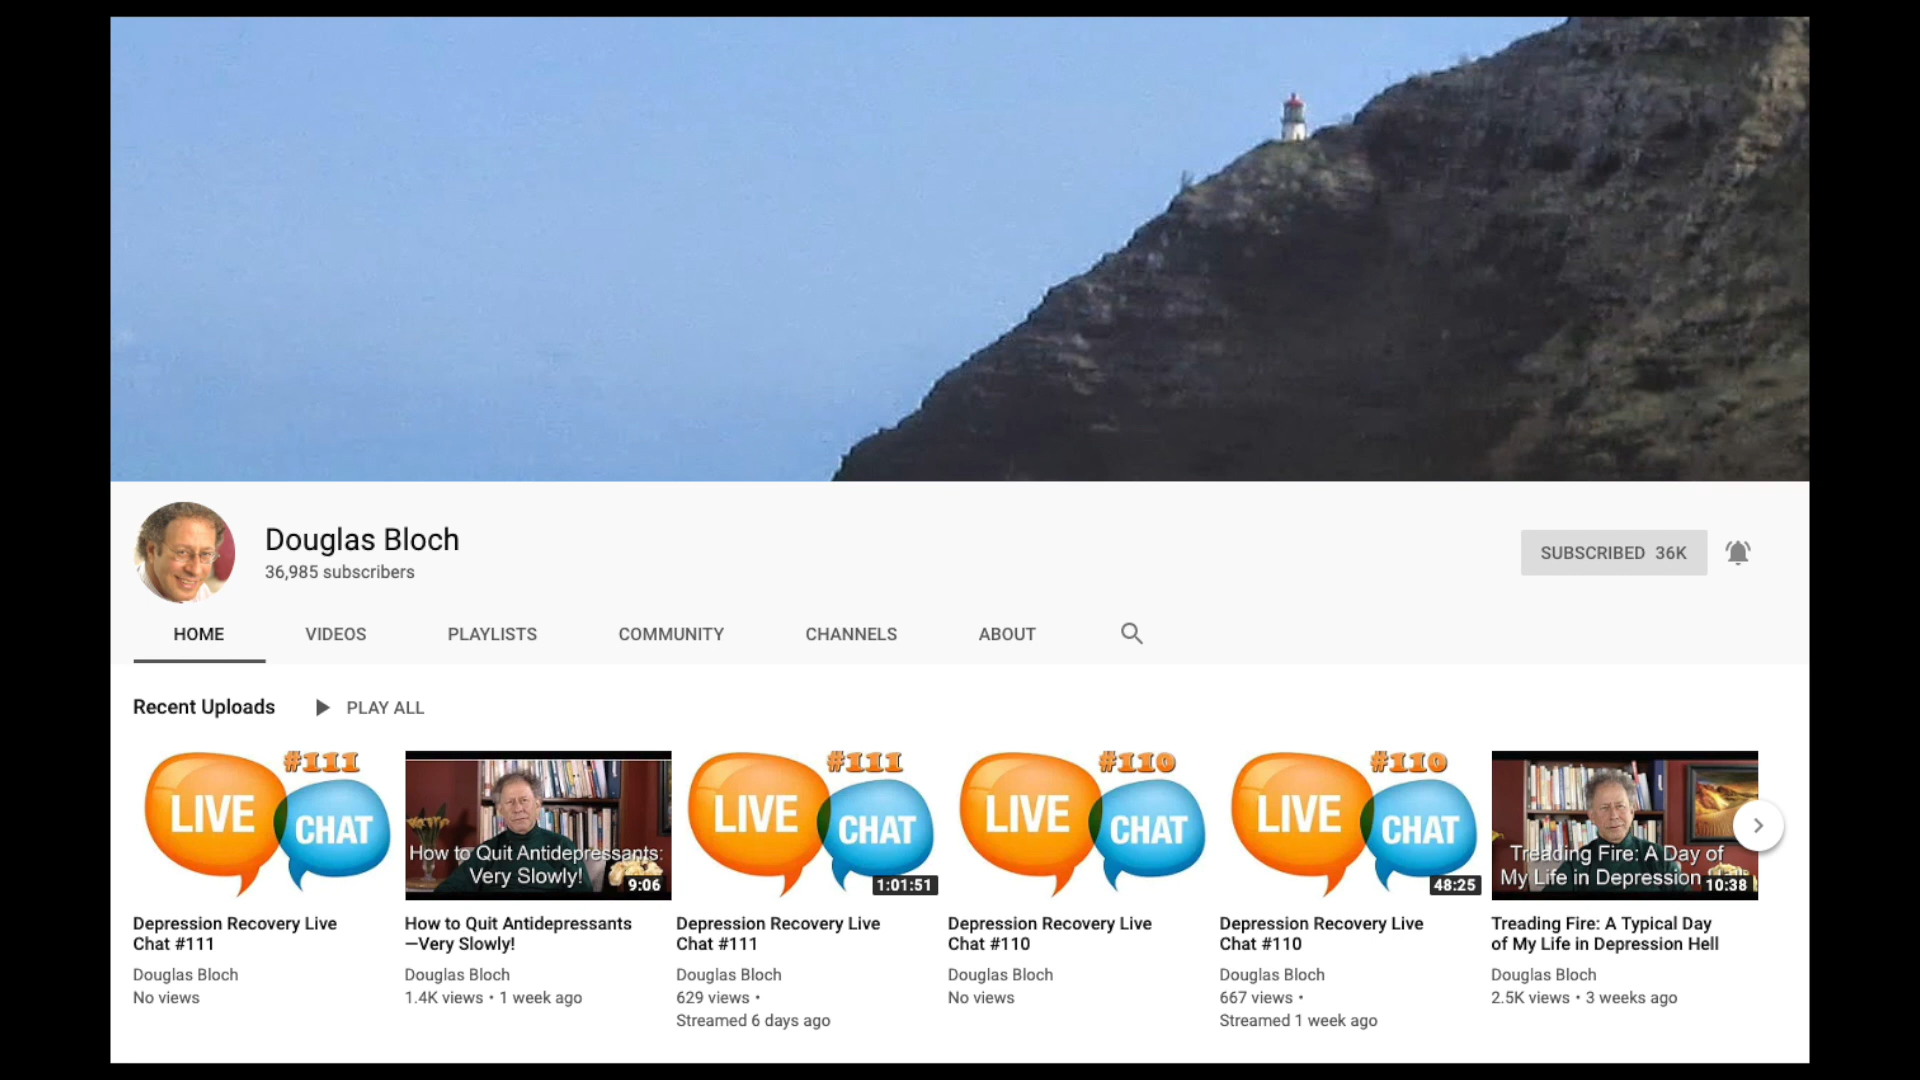 Douglas Bloch
36,985 subscribers
SUBSCRIBED 36K
HOME VIDEOS PLAYLISTS COMMUNITY CHANNELS ABOUT
Recent Uploads PLAY ALL
#111
LIVE
CHAT
How to Quit Antidepressants:
Very Slowly!
9:06
#111
LIVE
CHAT
1:01:51
#110
LIVE
CHAT
#110
LIVE
CHAT
48:25
Treading Fire: A Day of
My Life in Depression
10:38
Depression Recovery Live
Chat #111
Douglas Bloch
No views
How to Quit Antidepressants
—Very Slowly!
Douglas Bloch
1.4K views • 1 week ago
Depression Recovery Live
Chat #111
Douglas Bloch
629 views •
Streamed 6 days ago
Depression Recovery Live
Chat #110
Douglas Bloch
No views
Depression Recovery Live
Chat #110
Douglas Bloch
667 views •
Streamed 1 week ago
Treading Fire: A Typical Day
of My Life in Depression Hell
Douglas Bloch
2.5K views • 3 weeks ago